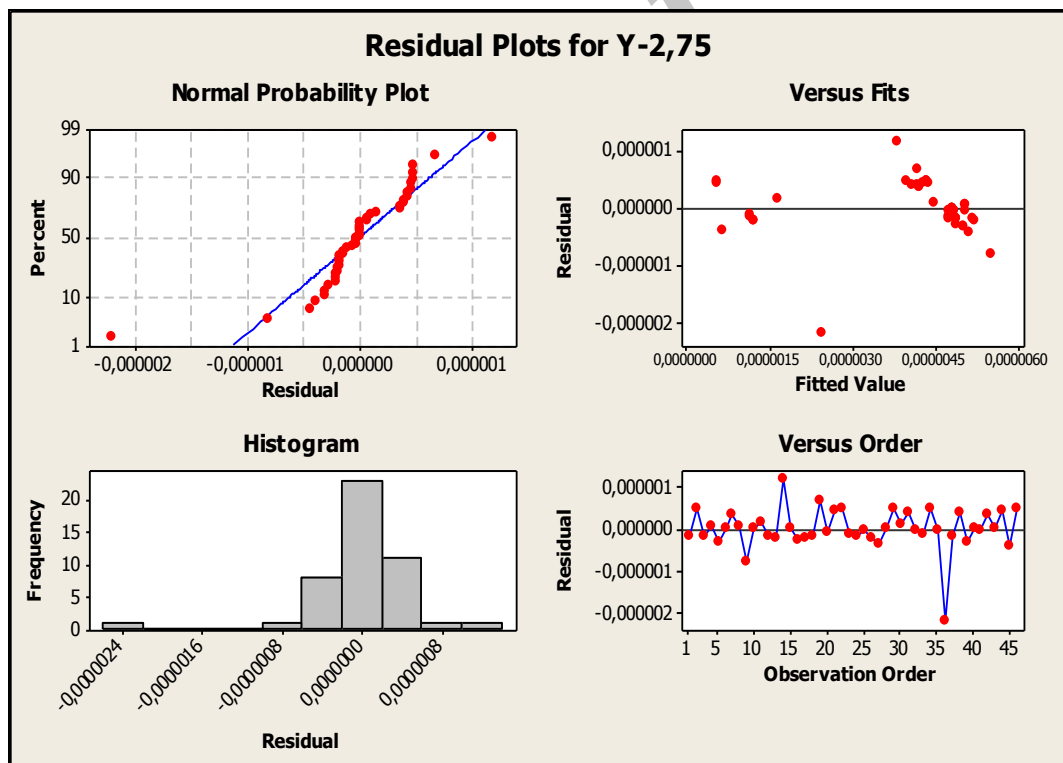 Residual Plots for Y-2,75
Normal Probability Plot
99
90
50
10
1
Percent
-0,000002 -0,000001 0,000000 0,000001
Residual
Versus Fits
0,000001
0,000000
-0,000001
-0,000002
Residual
0,0000000 0,0000015 0,0000030 0,0000045 0,0000060
Fitted Value
Histogram
20
15
10
5
0
Frequency
-0,0000024 -0,0000016 -0,0000008 0,0000000 0,0000008
Residual
Versus Order
0,000001
0,000000
-0,000001
-0,000002
Residual
1 5 10 15 20 25 30 35 40 45
Observation Order